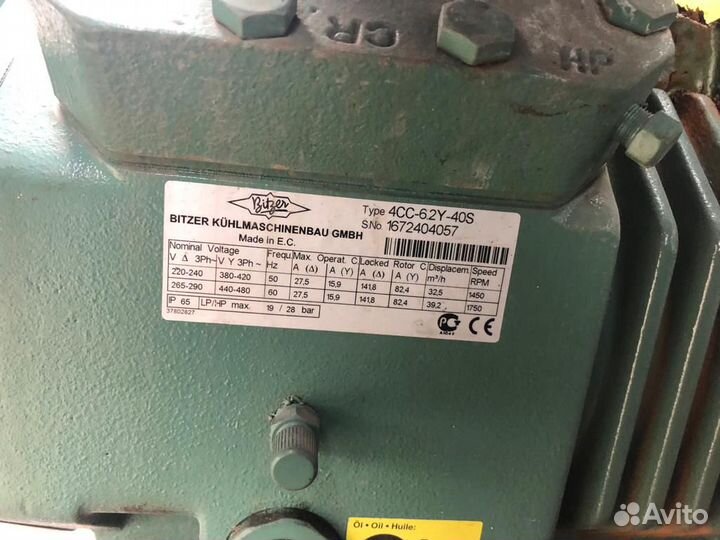 CR.
HP
Bitzer
BITZER KÜHLMASCHINENBAU GMBH
Made in E.C.
Type 4CC-6.2Y-40S
S.No 1672404057
Nominal Voltage Frequ. Max. Operat. C. Locked Rotor C. Displacem. Speed
V Δ 3Ph~ V Y 3Ph~ Hz A (Δ) A (Y) A (Δ) A (Y) m³/h RPM
220-240 380-420 50 27,5 15,9 141,8 82,4 32,5 1450
265-290 440-480 60 27,5 15,9 141,8 82,4 39,2 1750
IP 65 LP/HP max. 19 / 28 bar
37802827
CE
Öl • Oil • Huile:
Avito